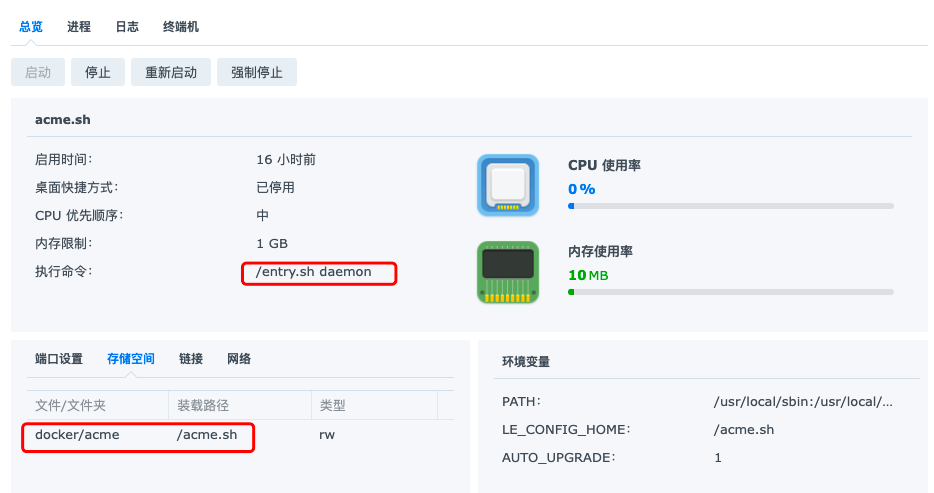 总览 进程 日志 终端机
启动 停止 重新启动 强制停止
acme.sh
启用时间: 16 小时前
桌面快捷方式: 已停用
CPU 优先顺序: 中
内存限制: 1 GB
执行命令: /entry.sh daemon
CPU 使用率
0%
内存使用率
10 MB
端口设置 存储空间 链接 网络
文件/文件夹 装载路径 类型
docker/acme /acme.sh rw
环境变量
PATH: /usr/local/sbin:/usr/local/...
LE_CONFIG_HOME: /acme.sh
AUTO_UPGRADE: 1